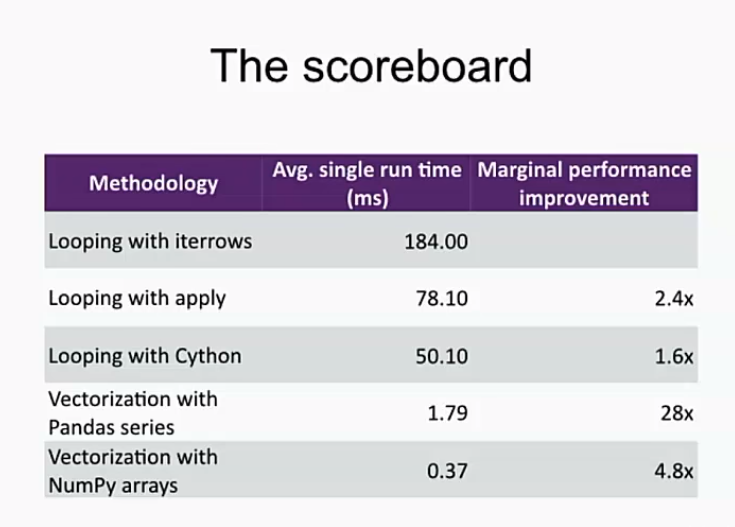 The scoreboard
Methodology
Avg. single run time
(ms)
Marginal performance
improvement
Looping with iterrows 184.00
Looping with apply 78.10 2.4x
Looping with Cython 50.10 1.6x
Vectorization with
Pandas series
1.79 28x
Vectorization with
NumPy arrays
0.37 4.8x